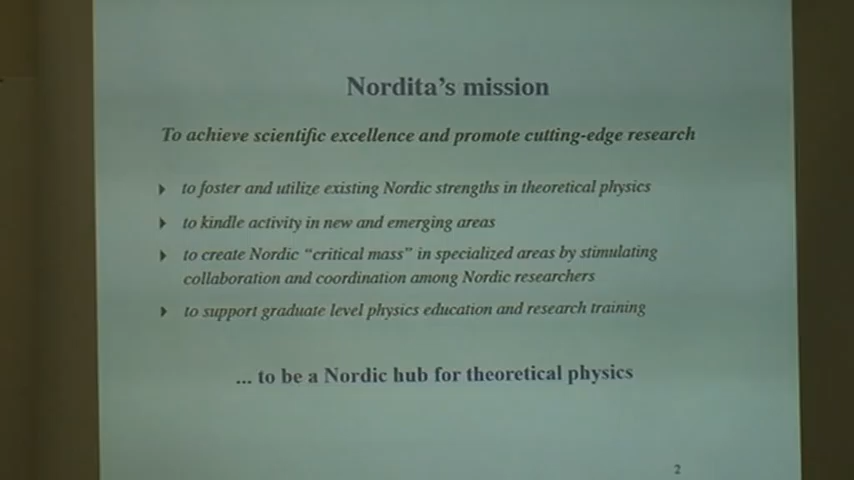 Nordita's mission
To achieve scientific excellence and promote cutting-edge research
to foster and utilize existing Nordic strengths in theoretical physics
to kindle activity in new and emerging areas
to create Nordic “critical mass” in specialized areas by stimulating
collaboration and coordination among Nordic researchers
to support graduate level physics education and research training
... to be a Nordic hub for theoretical physics
2